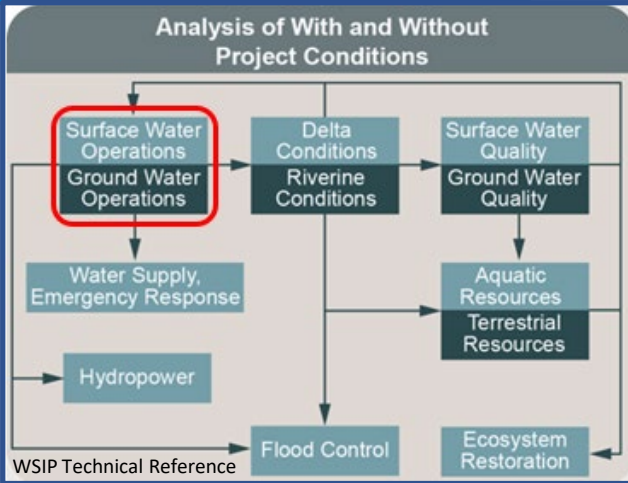 Analysis of With and Without
Project Conditions
Surface Water
Operations
Ground Water
Operations
Delta
Conditions
Riverine
Conditions
Surface Water
Quality
Ground Water
Quality
Water Supply,
Emergency Response
Aquatic
Resources
Terrestrial
Resources
Hydropower
Flood Control
Ecosystem
Restoration
WSIP Technical Reference